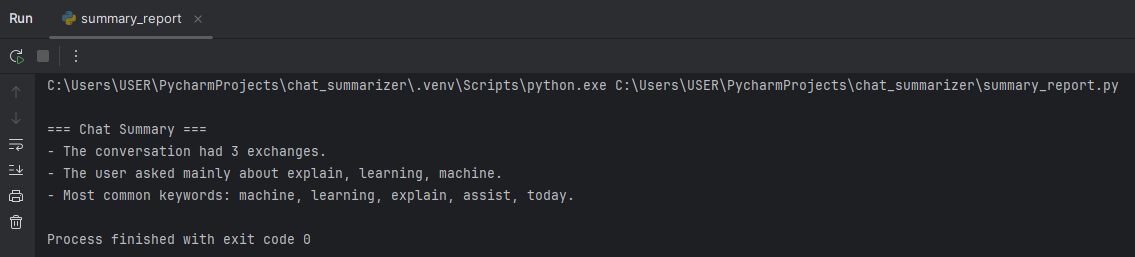 Run summary_report
C:\Users\USER\PycharmProjects\chat_summarizer\.venv\Scripts\python.exe C:\Users\USER\PycharmProjects\chat_summarizer\summary_report.py
=== Chat Summary ===
- The conversation had 3 exchanges.
- The user asked mainly about explain, learning, machine.
- Most common keywords: machine, learning, explain, assist, today.
Process finished with exit code 0